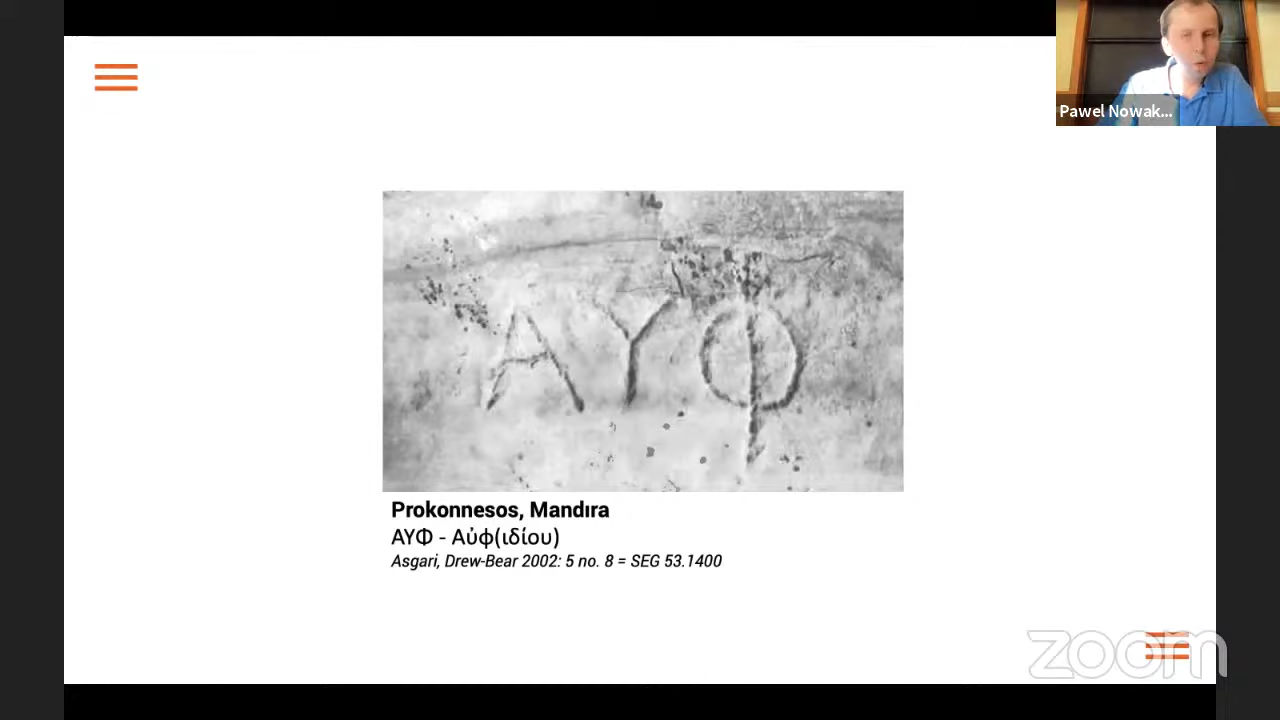 Pawel Nowak...
ΑΥΦ
Prokonnesos, Mandıra
ΑΥΦ - Αὐφ(ιδίου)
Asgari, Drew-Bear 2002: 5 no. 8 = SEG 53.1400
zoom